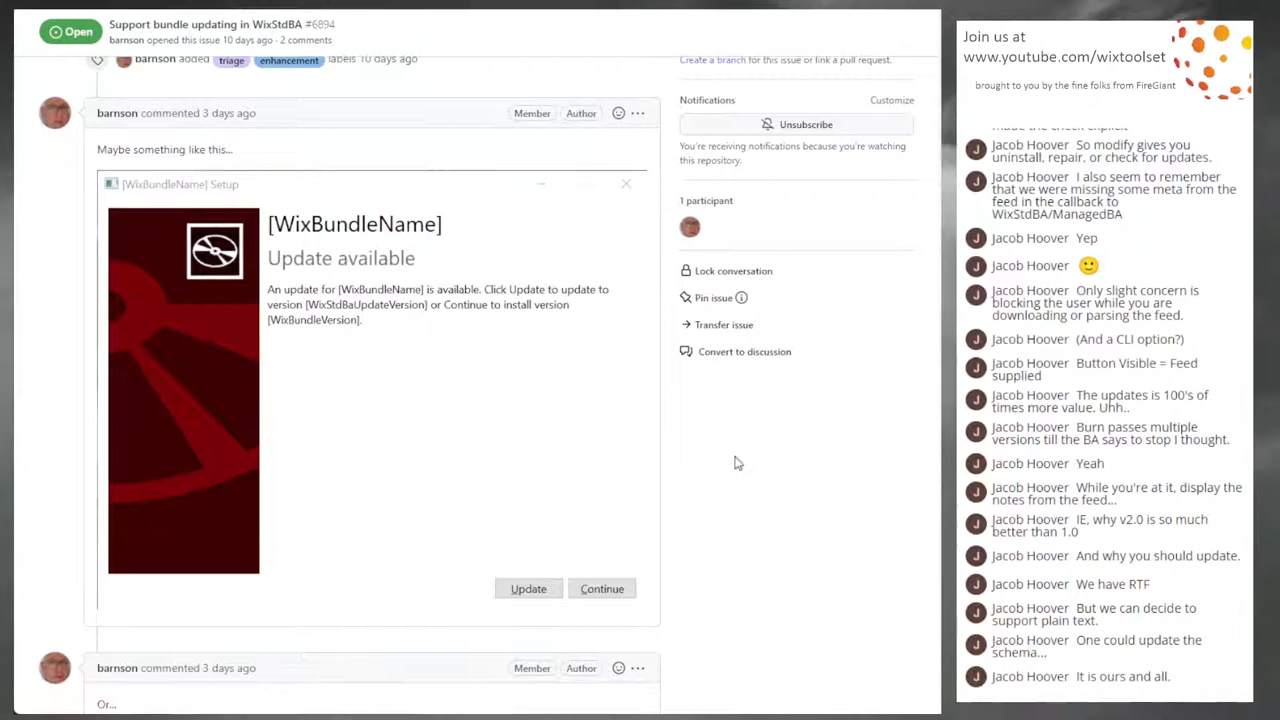 Open
Support bundle updating in WixStdBA #6894
barnson opened this issue 10 days ago · 2 comments
barnson added triage enhancement labels 10 days ago
barnson commented 3 days ago
Member
Author
Maybe something like this...
[WixBundleName] Setup
[WixBundleName]
Update available
An update for [WixBundleName] is available. Click Update to update to
version [WixStdBaUpdateVersion] or Continue to install version
[WixBundleVersion].
Update
Continue
barnson commented 3 days ago
Member
Author
Or...
Create a branch for this issue or link a pull request.
Notifications
Customize
Unsubscribe
You're receiving notifications because you're watching
this repository.
1 participant
Lock conversation
Pin issue
Transfer issue
Convert to discussion
Join us at
www.youtube.com/wixtoolset
brought to you by the fine folks from FireGiant
made the check explicit
Jacob Hoover So modify gives you
uninstall, repair, or check for updates.
Jacob Hoover I also seem to remember
that we were missing some meta from the
feed in the callback to
WixStdBA/ManagedBA
Jacob Hoover Yep
Jacob Hoover 🙂
Jacob Hoover Only slight concern is
blocking the user while you are
downloading or parsing the feed.
Jacob Hoover (And a CLI option?)
Jacob Hoover Button Visible = Feed
supplied
Jacob Hoover The updates is 100's of
times more value. Uhh..
Jacob Hoover Burn passes multiple
versions till the BA says to stop I thought.
Jacob Hoover Yeah
Jacob Hoover While you're at it, display the
notes from the feed...
Jacob Hoover IE, why v2.0 is so much
better than 1.0
Jacob Hoover And why you should update.
Jacob Hoover We have RTF
Jacob Hoover But we can decide to
support plain text.
Jacob Hoover One could update the
schema...
Jacob Hoover It is ours and all.